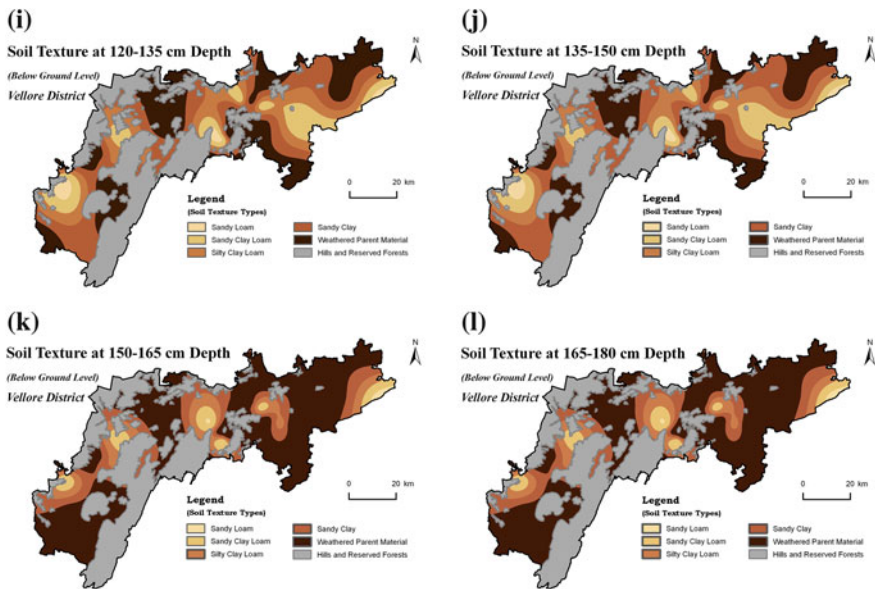 (i)
Soil Texture at 120-135 cm Depth
(Below Ground Level)
Vellore District
N
0 20 km
Legend
(Soil Texture Types)
Sandy Loam
Sandy Clay Loam
Silty Clay Loam
Sandy Clay
Weathered Parent Material
Hills and Reserved Forests
(j)
Soil Texture at 135-150 cm Depth
(Below Ground Level)
Vellore District
N
0 20 km
Legend
(Soil Texture Types)
Sandy Loam
Sandy Clay Loam
Silty Clay Loam
Sandy Clay
Weathered Parent Material
Hills and Reserved Forests
(k)
Soil Texture at 150-165 cm Depth
(Below Ground Level)
Vellore District
N
0 20 km
Legend
(Soil Texture Types)
Sandy Loam
Sandy Clay Loam
Silty Clay Loam
Sandy Clay
Weathered Parent Material
Hills and Reserved Forests
(l)
Soil Texture at 165-180 cm Depth
(Below Ground Level)
Vellore District
N
0 20 km
Legend
(Soil Texture Types)
Sandy Loam
Sandy Clay Loam
Silty Clay Loam
Sandy Clay
Weathered Parent Material
Hills and Reserved Forests